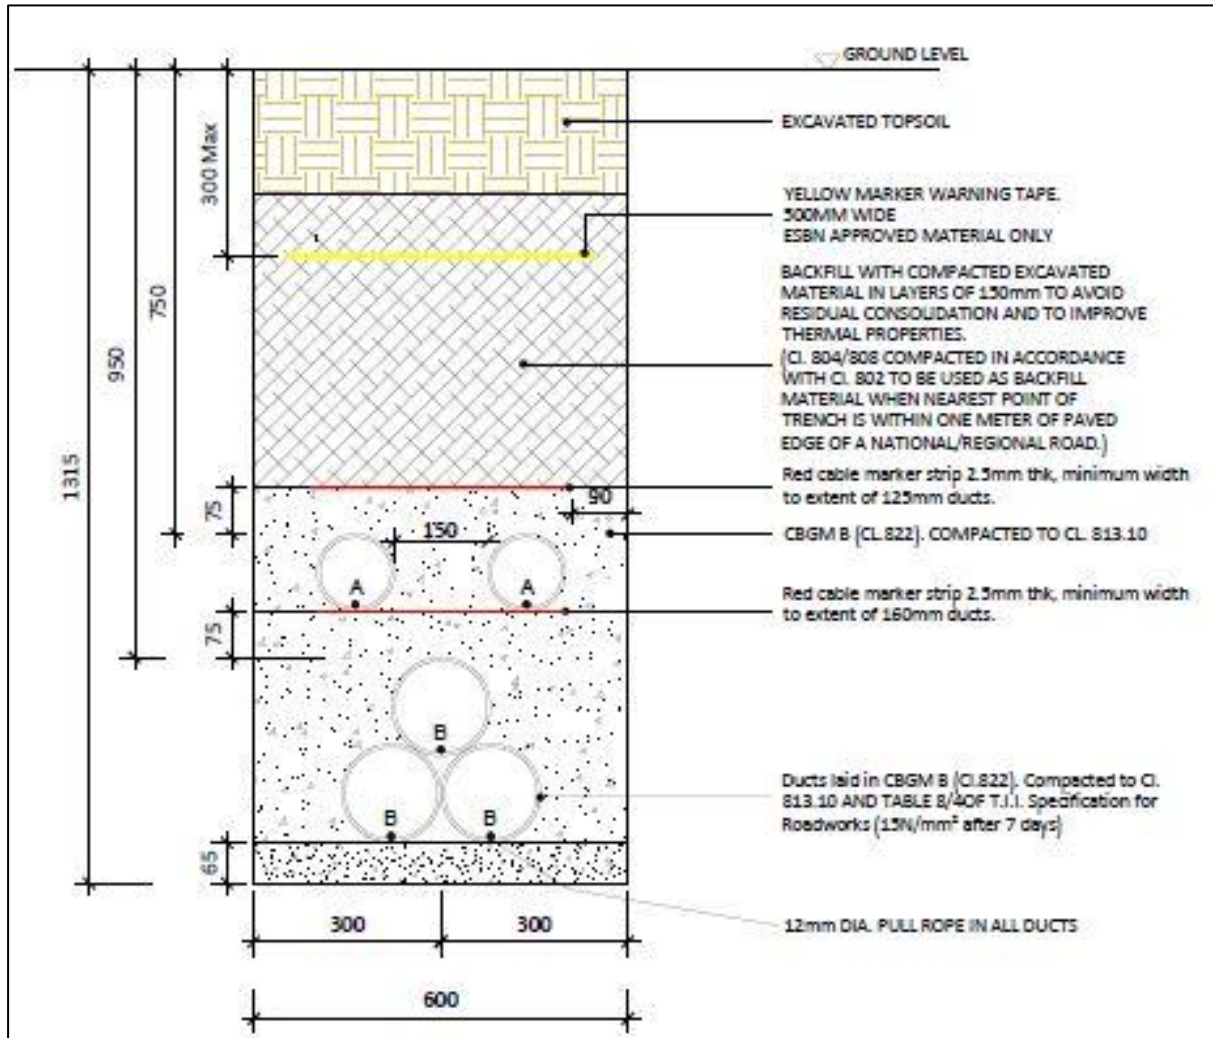 GROUND LEVEL
EXCAVATED TOPSOIL
YELLOW MARKER WARNING TAPE.
300MM WIDE
ESBN APPROVED MATERIAL ONLY
BACKFILL WITH COMPACTED EXCAVATED
MATERIAL IN LAYERS OF 150mm TO AVOID
RESIDUAL CONSOLIDATION AND TO IMPROVE
THERMAL PROPERTIES.
(Cl. 804/808 COMPACTED IN ACCORDANCE
WITH Cl. 802 TO BE USED AS BACKFILL
MATERIAL WHEN NEAREST POINT OF
TRENCH IS WITHIN ONE METER OF PAVED
EDGE OF A NATIONAL/REGIONAL ROAD.)
Red cable marker strip 2.5mm thk, minimum width
to extent of 125mm ducts.
CBGM B (CL.822). COMPACTED TO CL. 813.10
Red cable marker strip 2.5mm thk, minimum width
to extent of 160mm ducts.
Ducts laid in CBGM B (Cl.822). Compacted to Cl.
813.10 AND TABLE 8/4OF T.I.I. Specification for
Roadworks (15N/mm² after 7 days)
12mm DIA. PULL ROPE IN ALL DUCTS
1315
950
750
300 Max
75
75
65
90
150
A
A
B
B
B
300
300
600